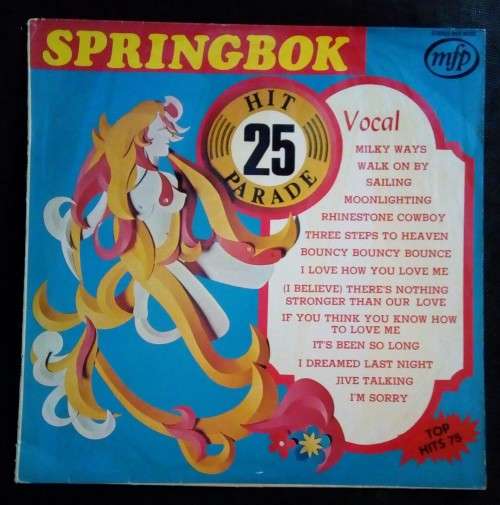 SPRINGBOK
mfp
HIT
25
PARADE
Vocal
MILKY WAYS
WALK ON BY
SAILING
MOONLIGHTING
RHINESTONE COWBOY
THREE STEPS TO HEAVEN
BOUNCY BOUNCY BOUNCE
I LOVE HOW YOU LOVE ME
(I BELIEVE) THERE'S NOTHING
STRONGER THAN OUR LOVE
IF YOU THINK YOU KNOW HOW
TO LOVE ME
IT'S BEEN SO LONG
I DREAMED LAST NIGHT
JIVE TALKING
I'M SORRY
TOP
HITS 75